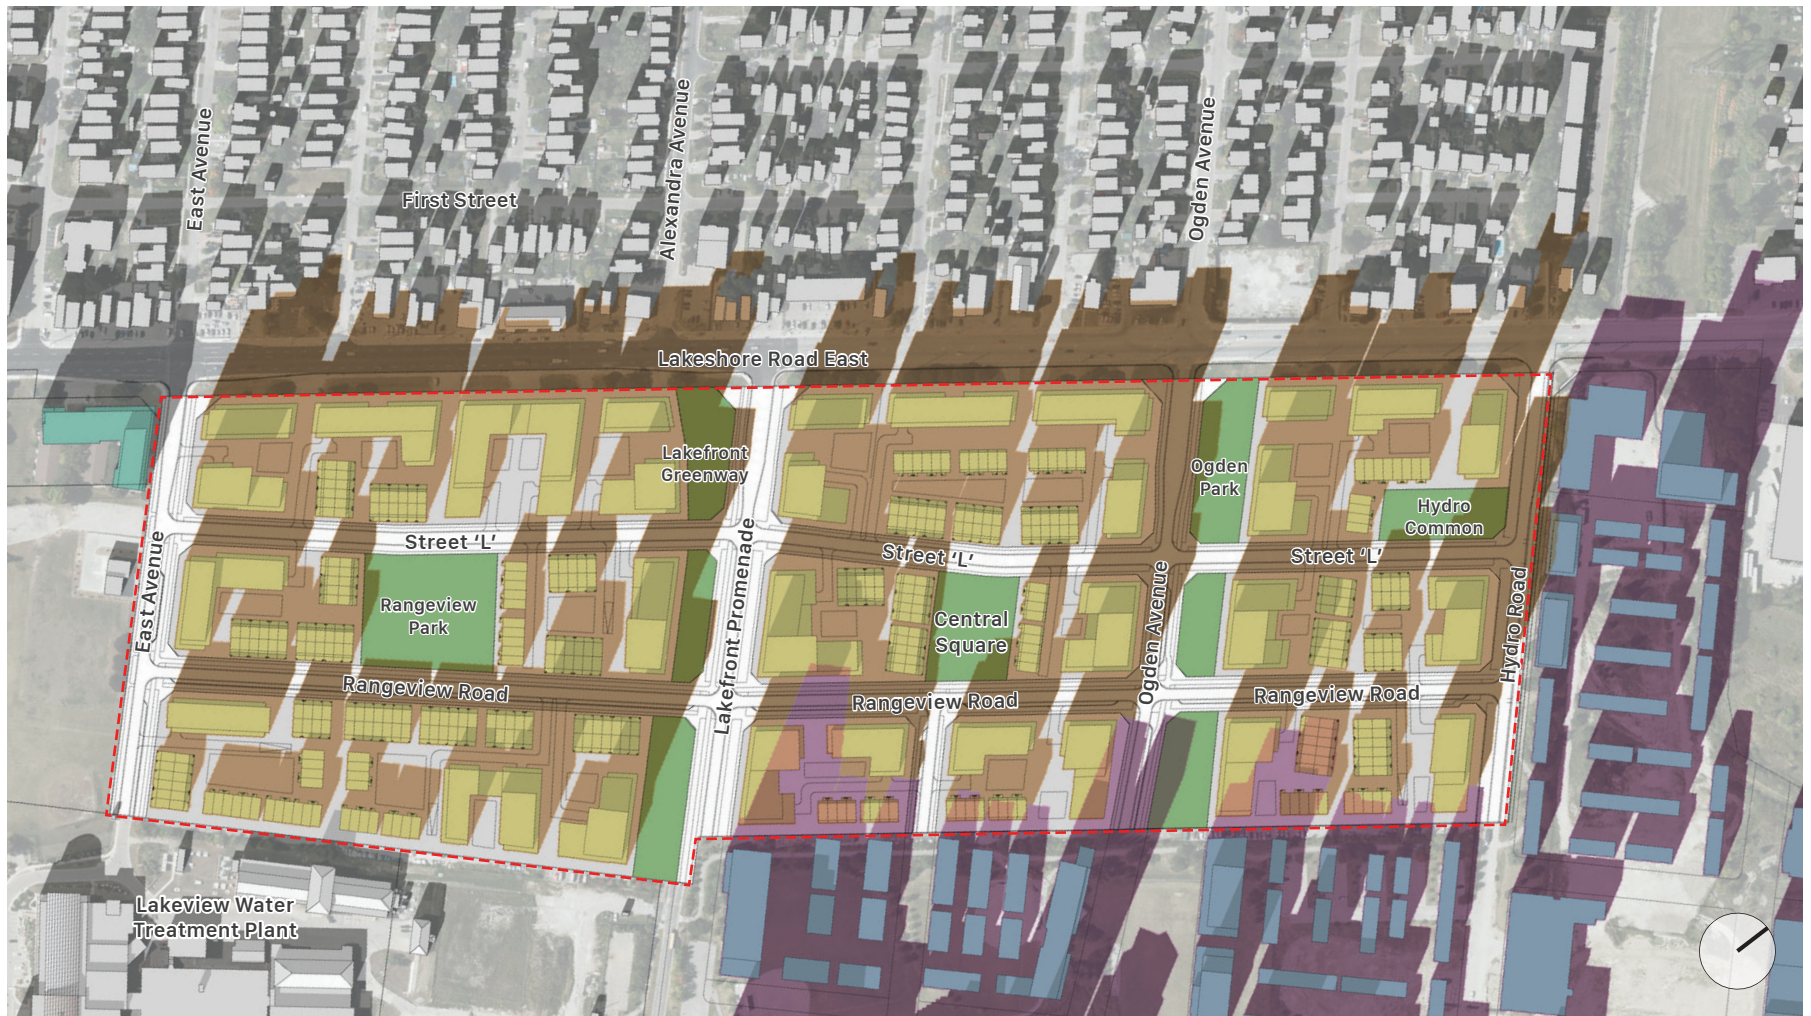 East Avenue
First Street
Alexandra Avenue
Ogden Avenue
Lakeshore Road East
Lakefront
Greenway
Ogden
Park
Hydro
Common
Street ‘L’
Street ‘L’
Street ‘L’
East Avenue
Rangeview
Park
Lakefront Promenade
Central
Square
Ogden Avenue
Hydro Road
Rangeview Road
Rangeview Road
Rangeview Road
Lakeview Water
Treatment Plant